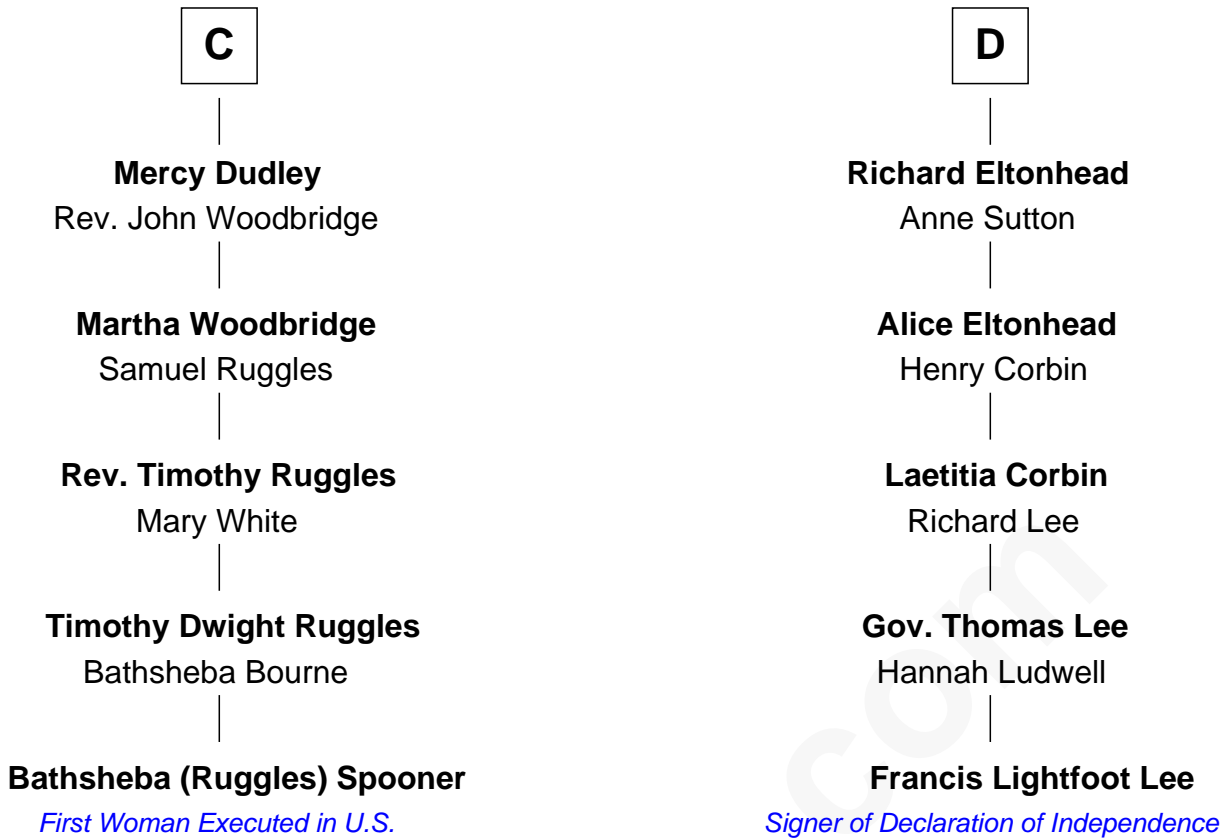 C
Mercy Dudley
Rev. John Woodbridge
Martha Woodbridge
Samuel Ruggles
Rev. Timothy Ruggles
Mary White
Timothy Dwight Ruggles
Bathsheba Bourne
Bathsheba (Ruggles) Spooner
First Woman Executed in U.S.
D
Richard Eltonhead
Anne Sutton
Alice Eltonhead
Henry Corbin
Laetitia Corbin
Richard Lee
Gov. Thomas Lee
Hannah Ludwell
Francis Lightfoot Lee
Signer of Declaration of Independence
com